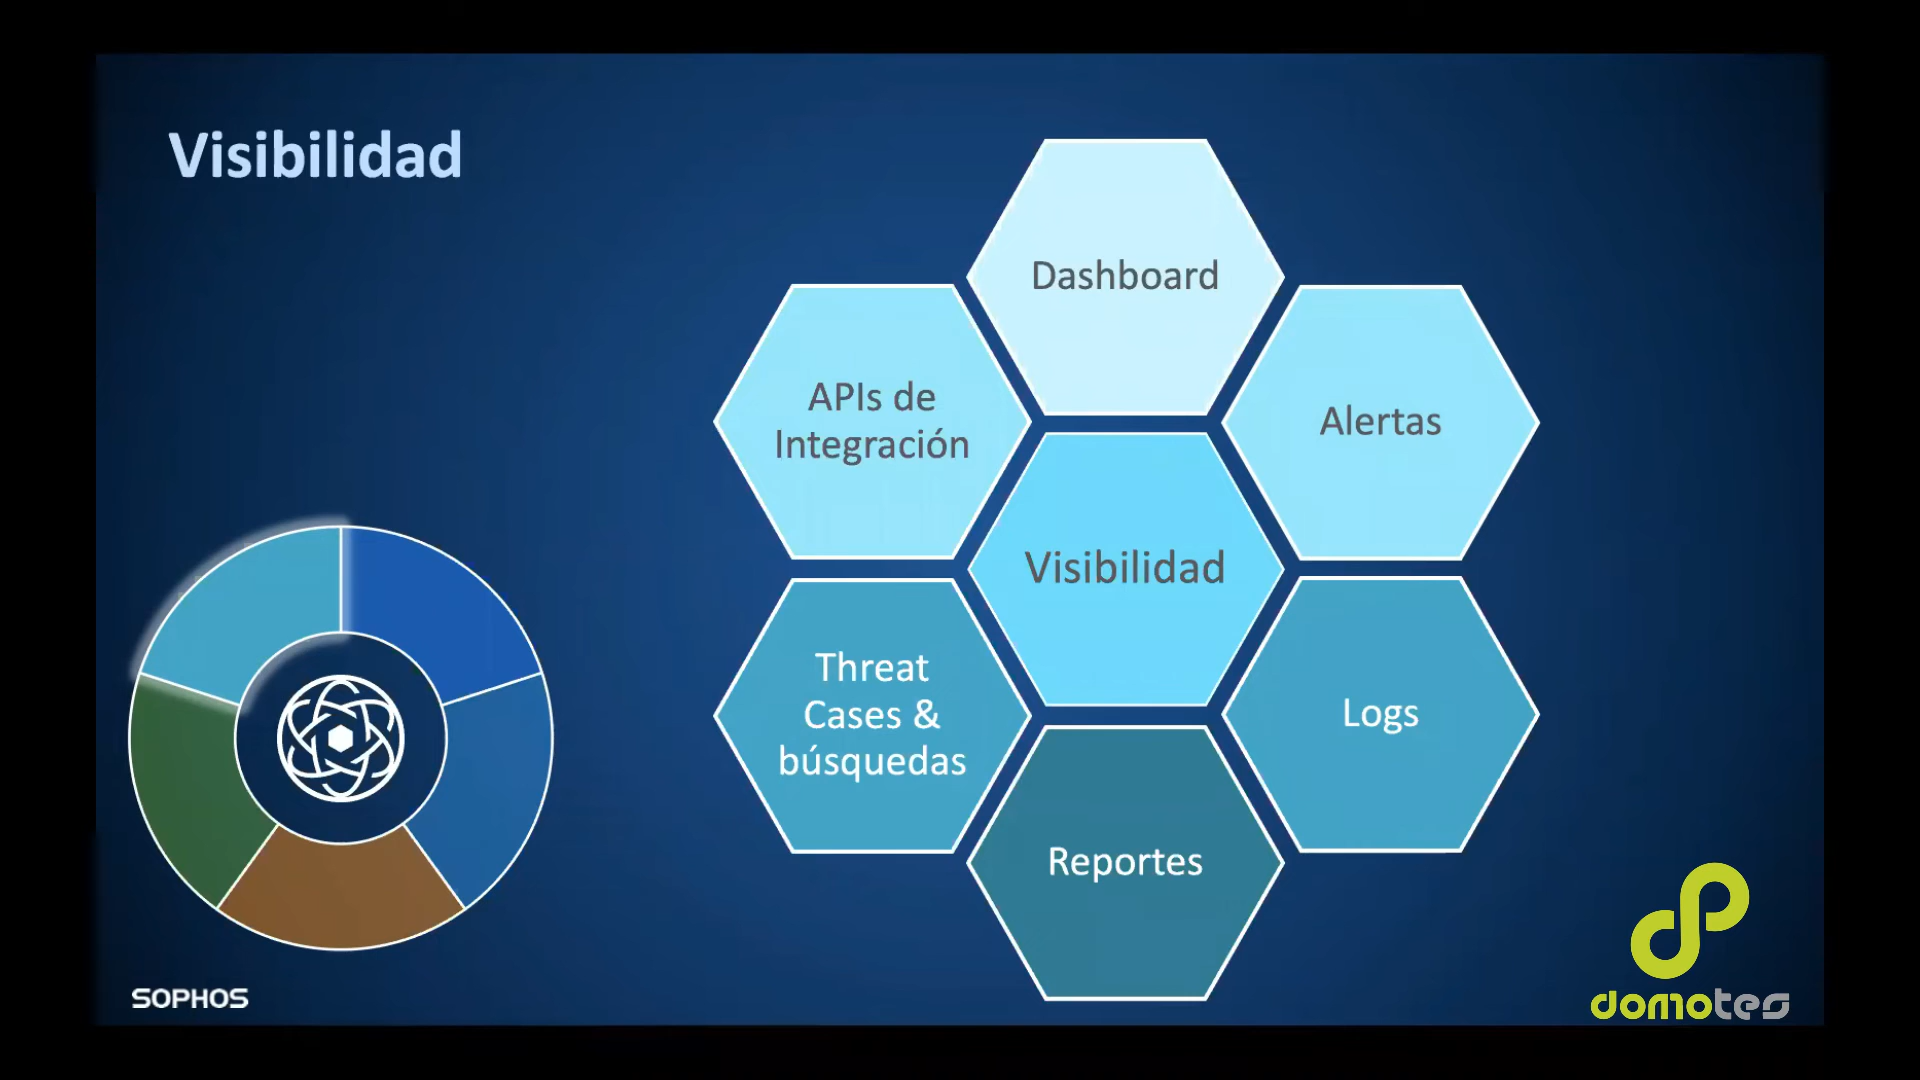 Visibilidad
Dashboard
APIs de
Integración
Alertas
Visibilidad
Threat
Cases &
búsquedas
Logs
Reportes
SOPHOS
domotes